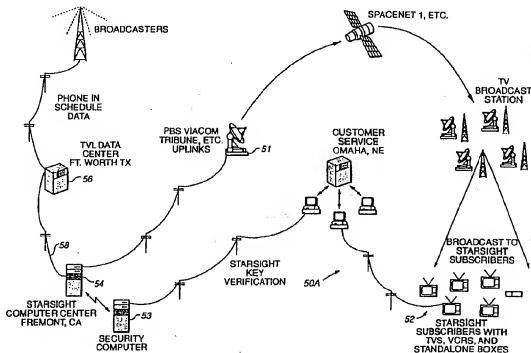 BROADCASTERS
PHONE IN
SCHEDULE
DATA
TVL DATA
CENTER
FT. WORTH TX
56
58
54
STARSIGHT
COMPUTER CENTER
FREMONT, CA
53
SECURITY
COMPUTER
PBS VIACOM
TRIBUNE, ETC.
UPLINKS
51
STARSIGHT
KEY
VERIFICATION
SPACENET 1, ETC.
CUSTOMER
SERVICE
OMAHA, NE
50A
TV
BROADCAST
STATION
BROADCAST TO
STARSIGHT
SUBSCRIBERS
52
STARSIGHT
SUBSCRIBERS WITH
TVS, VCRS, AND
STANDALONE BOXES